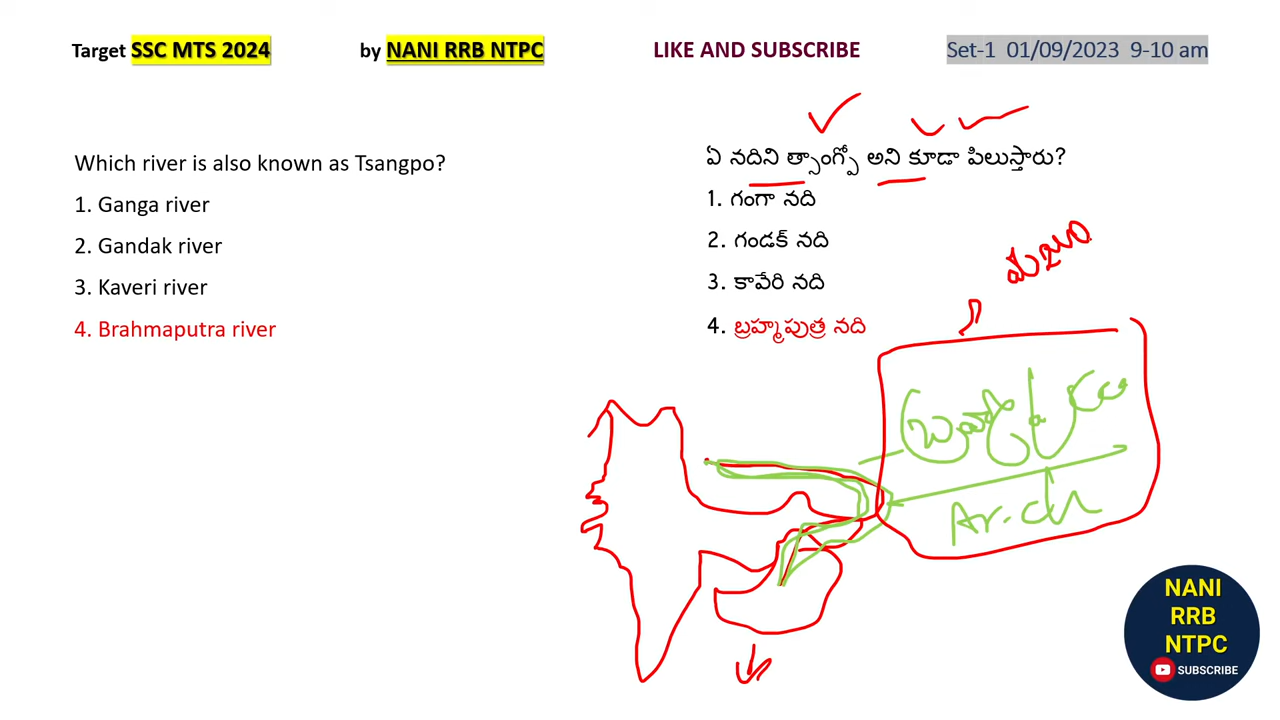 Target SSC MTS 2024 by NANI RRB NTPC LIKE AND SUBSCRIBE Set-1 01/09/2023 9-10 am
Which river is also known as Tsangpo?
1. Ganga river
2. Gandak river
3. Kaveri river
4. Brahmaputra river
ఏ నదిని త్సాంగ్పో అని కూడా పిలుస్తారు?
1. గంగా నది
2. గండక్ నది
3. కావేరి నది
4. బ్రహ్మపుత్ర నది
Ar.ch
NANI
RRB
NTPC
SUBSCRIBE